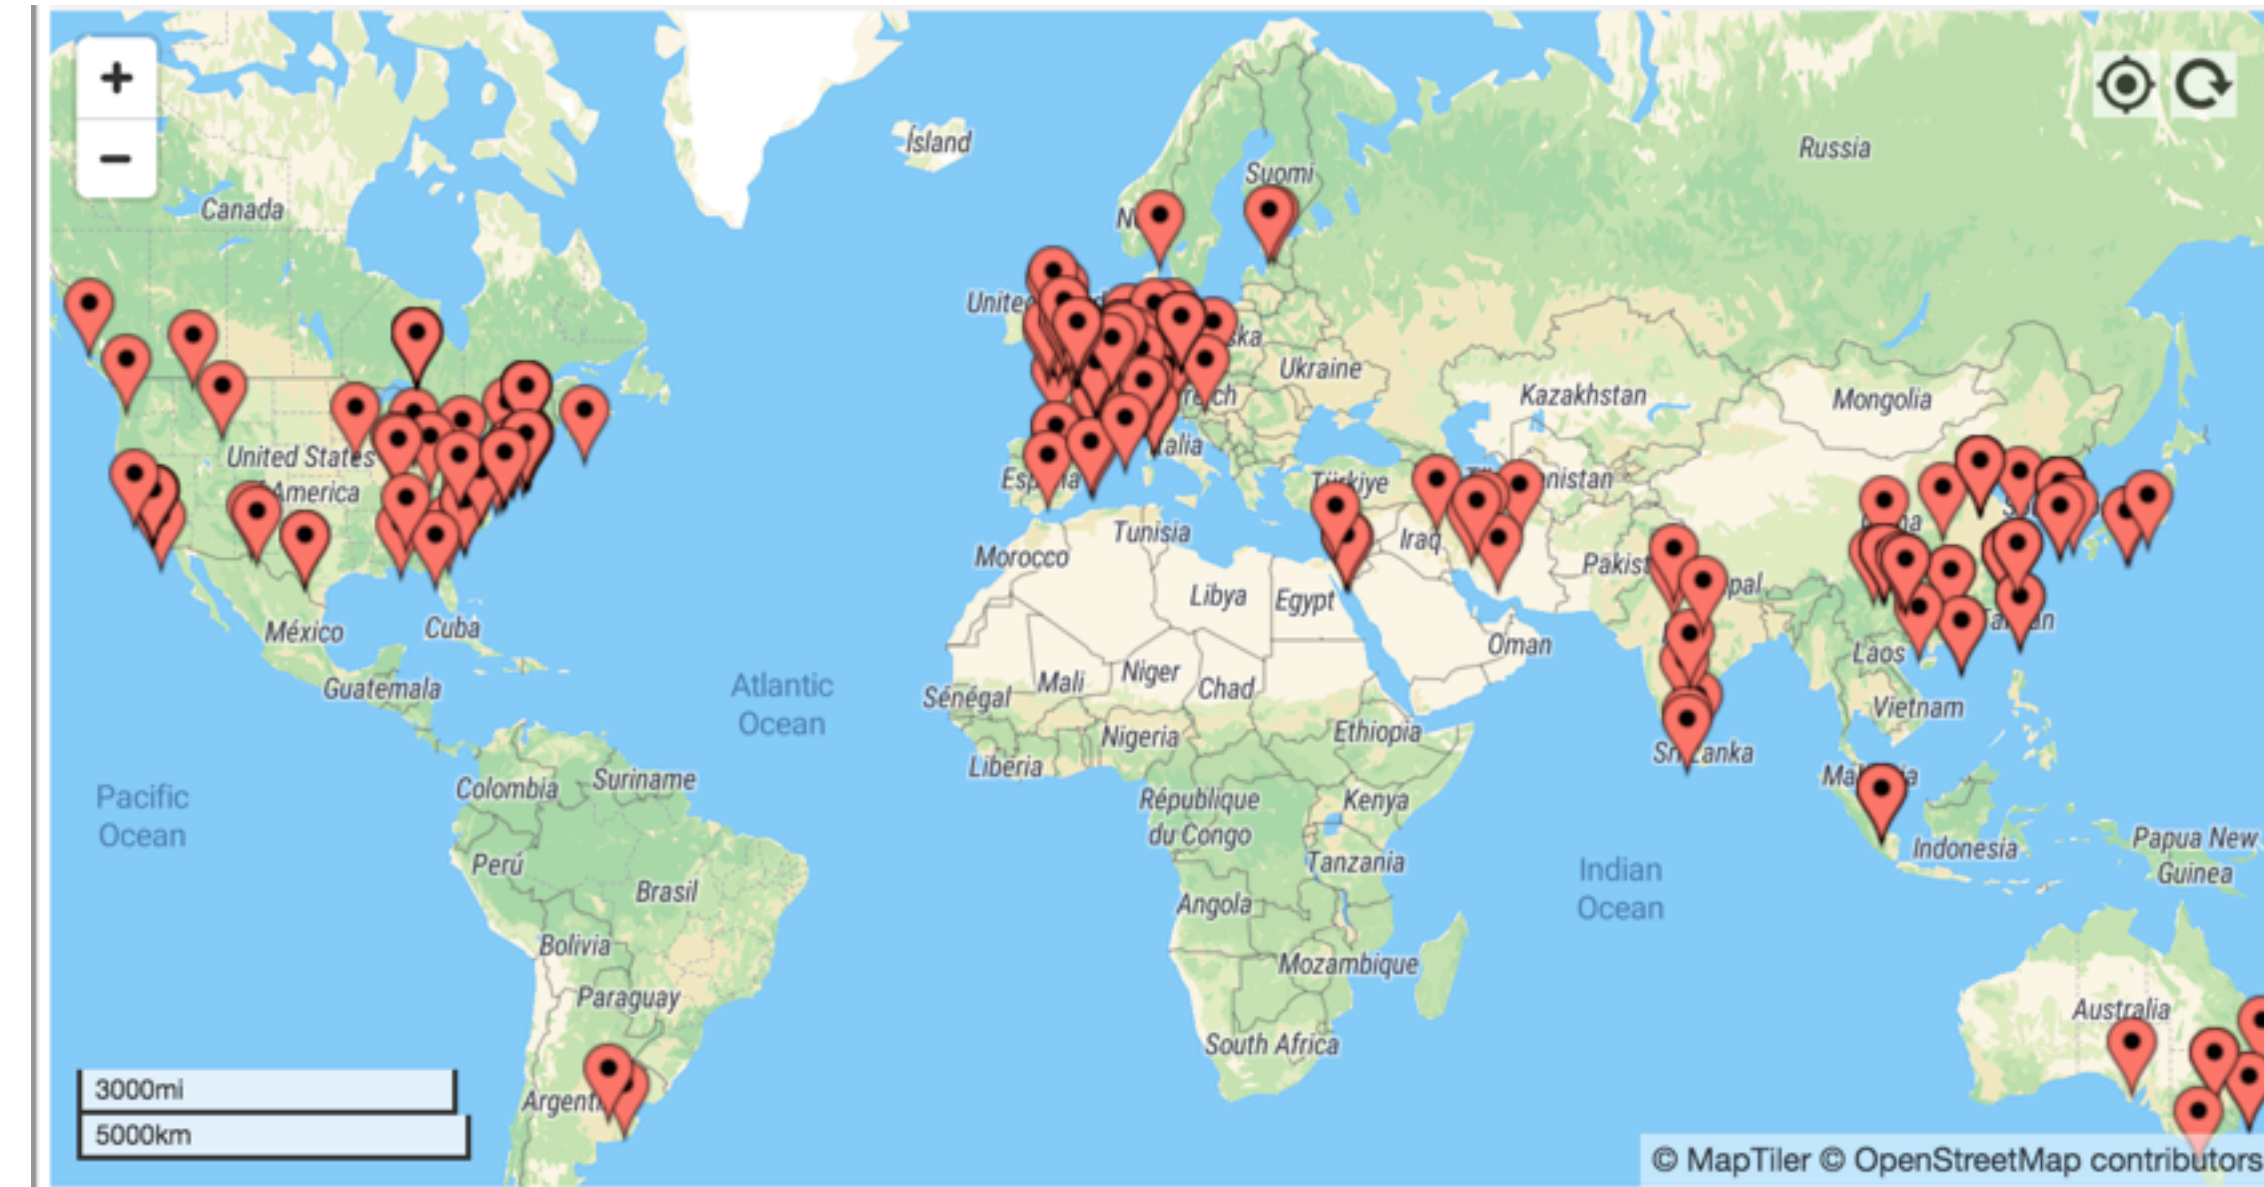 +
−
Ísland
Suomi
Russia
Canada
Ukraine
Kazakhstan
Mongolia
United States
America
Türkiye
Tunisia
Morocco
Iraq
Libya
Egypt
Oman
México
Cuba
Guatemala
Atlantic
Ocean
Mali
Niger
Chad
Sénégal
Laos
Vietnam
Nigeria
Ethiopia
Liberia
Colombia
Suriname
Pacific
Ocean
République
du Congo
Kenya
Tanzania
Perú
Brasil
Indian
Ocean
Indonesia
Papua New
Guinea
Angola
Bolivia
Mozambique
Paraguay
Australia
South Africa
3000mi
5000km
© MapTiler © OpenStreetMap contributors